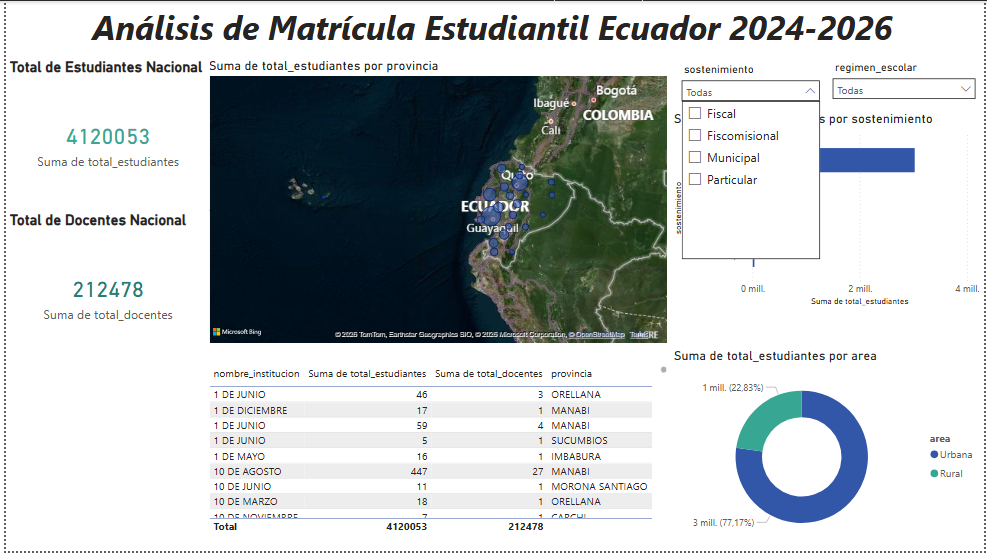 Análisis de Matrícula Estudiantil Ecuador 2024-2026
Total de Estudiantes Nacional
4120053
Suma de total_estudiantes
Total de Docentes Nacional
212478
Suma de total_docentes
Suma de total_estudiantes por provincia
Bogotá
Ibagué
COLOMBIA
Cali
Quito
ECUADOR
Guayaquil
Microsoft Bing
© 2026 TomTom, Earthstar Geographics SIO, © 2026 Microsoft Corporation, © OpenStreetMap
sostenimiento
Todas
Fiscal
Fiscomisional
Municipal
Particular
regimen_escolar
Todas
S
s por sostenimiento
sostenimiento
0 mill. 2 mill. 4 mill.
Suma de total_estudiantes
nombre_institucion Suma de total_estudiantes Suma de total_docentes provincia
1 DE JUNIO 46 3 ORELLANA
1 DE DICIEMBRE 17 1 MANABI
1 DE JUNIO 59 4 MANABI
1 DE JUNIO 5 1 SUCUMBIOS
1 DE MAYO 16 1 IMBABURA
10 DE AGOSTO 447 27 MANABI
10 DE JUNIO 11 1 MORONA SANTIAGO
10 DE MARZO 18 1 ORELLANA
10 DE NOVIEMBRE 7 1 CARCHI
Total 4120053 212478
Suma de total_estudiantes por area
1 mill. (22,83%)
3 mill. (77,17%)
area
Urbana
Rural